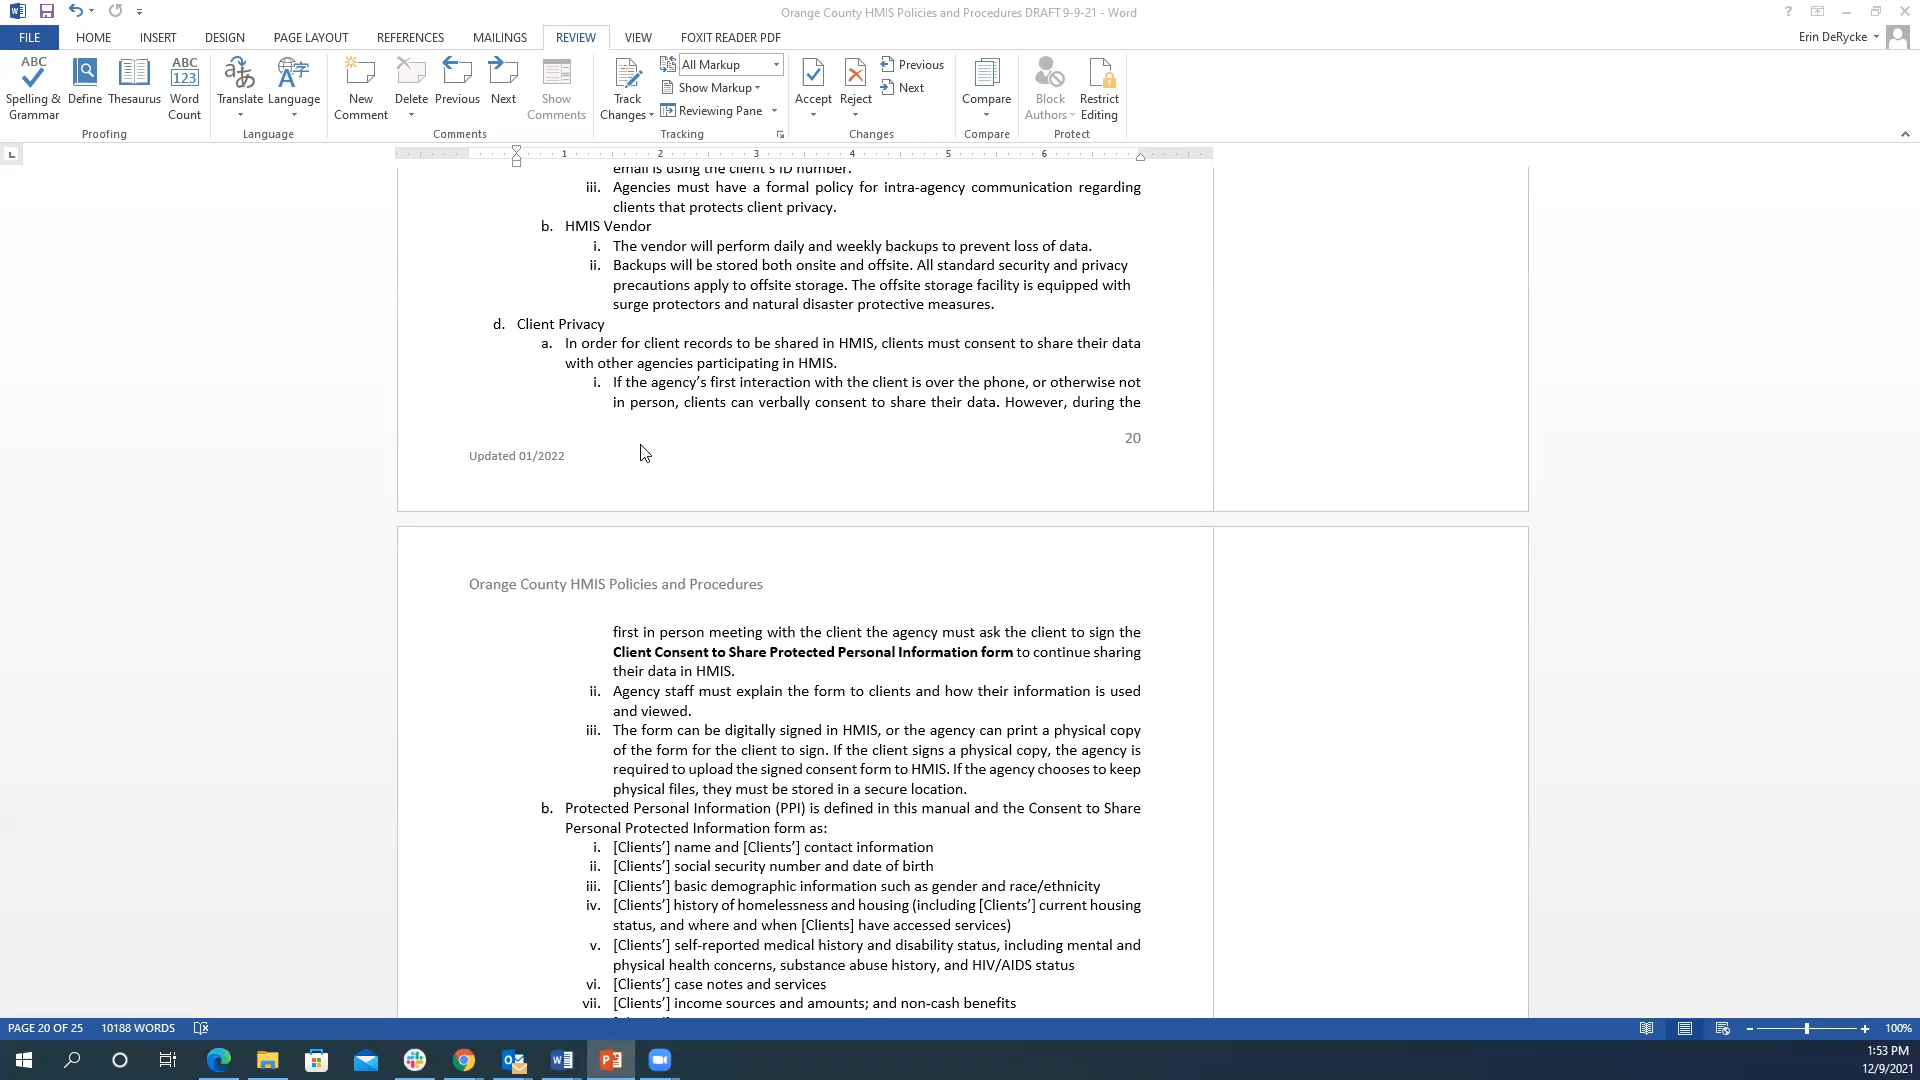 Orange County HMIS Policies and Procedures DRAFT 9-9-21 - Word
FILE HOME INSERT DESIGN PAGE LAYOUT REFERENCES MAILINGS REVIEW VIEW FOXIT READER PDF Erin DeRycke
ABC Spelling & Grammar
Define
Thesaurus
ABC 123 Word Count
Translate
Language
New Comment
Delete
Previous
Next
Show Comments
Track Changes
All Markup
Show Markup
Reviewing Pane
Accept
Reject
Previous
Next
Compare
Block Authors
Restrict Editing
Proofing Language Comments Tracking Changes Compare Protect
1 2 3 4 5 6
email is using the client's ID number.
iii. Agencies must have a formal policy for intra-agency communication regarding
clients that protects client privacy.
b. HMIS Vendor
i. The vendor will perform daily and weekly backups to prevent loss of data.
ii. Backups will be stored both onsite and offsite. All standard security and privacy
precautions apply to offsite storage. The offsite storage facility is equipped with
surge protectors and natural disaster protective measures.
d. Client Privacy
a. In order for client records to be shared in HMIS, clients must consent to share their data
with other agencies participating in HMIS.
i. If the agency's first interaction with the client is over the phone, or otherwise not
in person, clients can verbally consent to share their data. However, during the
20
Updated 01/2022
Orange County HMIS Policies and Procedures
first in person meeting with the client the agency must ask the client to sign the
Client Consent to Share Protected Personal Information form to continue sharing
their data in HMIS.
ii. Agency staff must explain the form to clients and how their information is used
and viewed.
iii. The form can be digitally signed in HMIS, or the agency can print a physical copy
of the form for the client to sign. If the client signs a physical copy, the agency is
required to upload the signed consent form to HMIS. If the agency chooses to keep
physical files, they must be stored in a secure location.
b. Protected Personal Information (PPI) is defined in this manual and the Consent to Share
Personal Protected Information form as:
i. [Clients'] name and [Clients'] contact information
ii. [Clients'] social security number and date of birth
iii. [Clients'] basic demographic information such as gender and race/ethnicity
iv. [Clients'] history of homelessness and housing (including [Clients'] current housing
status, and where and when [Clients] have accessed services)
v. [Clients'] self-reported medical history and disability status, including mental and
physical health concerns, substance abuse history, and HIV/AIDS status
vi. [Clients'] case notes and services
vii. [Clients'] income sources and amounts; and non-cash benefits
PAGE 20 OF 25 10188 WORDS 100%
1:53 PM
12/9/2021